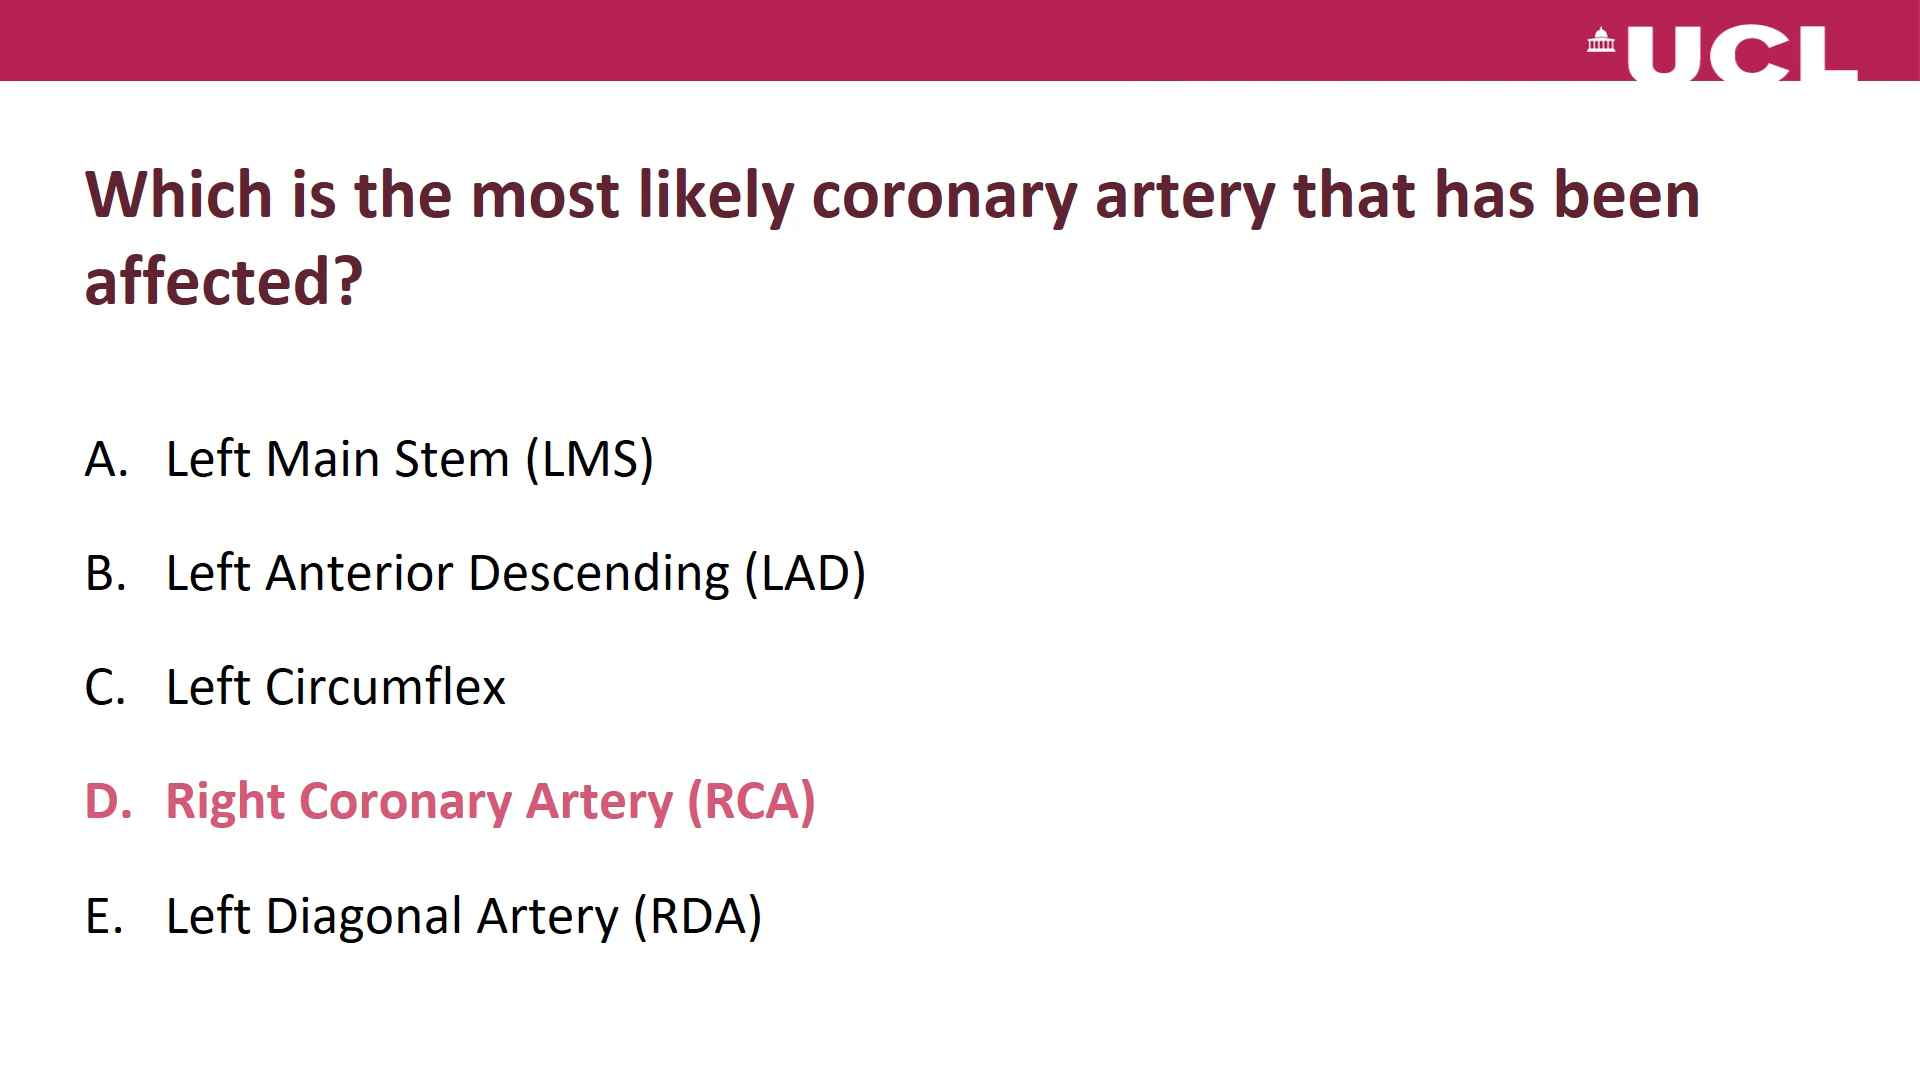 UCL
Which is the most likely coronary artery that has been
affected?
A. Left Main Stem (LMS)
B. Left Anterior Descending (LAD)
C. Left Circumflex
D. Right Coronary Artery (RCA)
E. Left Diagonal Artery (RDA)